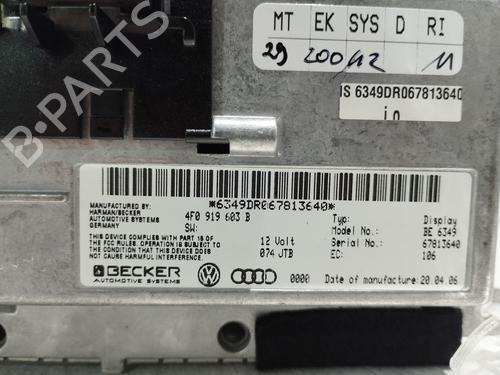 MT EK SYS D RI
29 200 42 11
IS 6349DR067813640
in
B-PARTS
*6349DR067813640*
MANUFACTURED BY:
HARMAN/BECKER
AUTOMOTIVE SYSTEMS
GERMANY
4F0 919 603 B
SW:
Typ: Display
Model No.: BE 6349
Serial No.: 67813640
EC: 106
THIS DEVICE COMPLIES WITH PART 15 OF
THE FCC RULES. OPERATION IS SUBJECT TO
THE CONDITION THAT THIS DEVICE DOES
NOT CAUSE HARMFUL INTERFERENCE.
12 Volt
074 JTB
BECKER
AUTOMOTIVE SYSTEMS
0000
Date of manufacture: 20.04.06